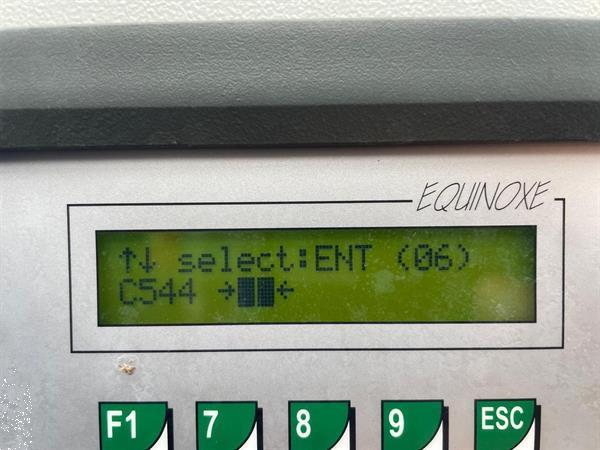 EQUINOXE
↑↓ select:ENT (06)
C544 →██←
F1 7 8 9 ESC